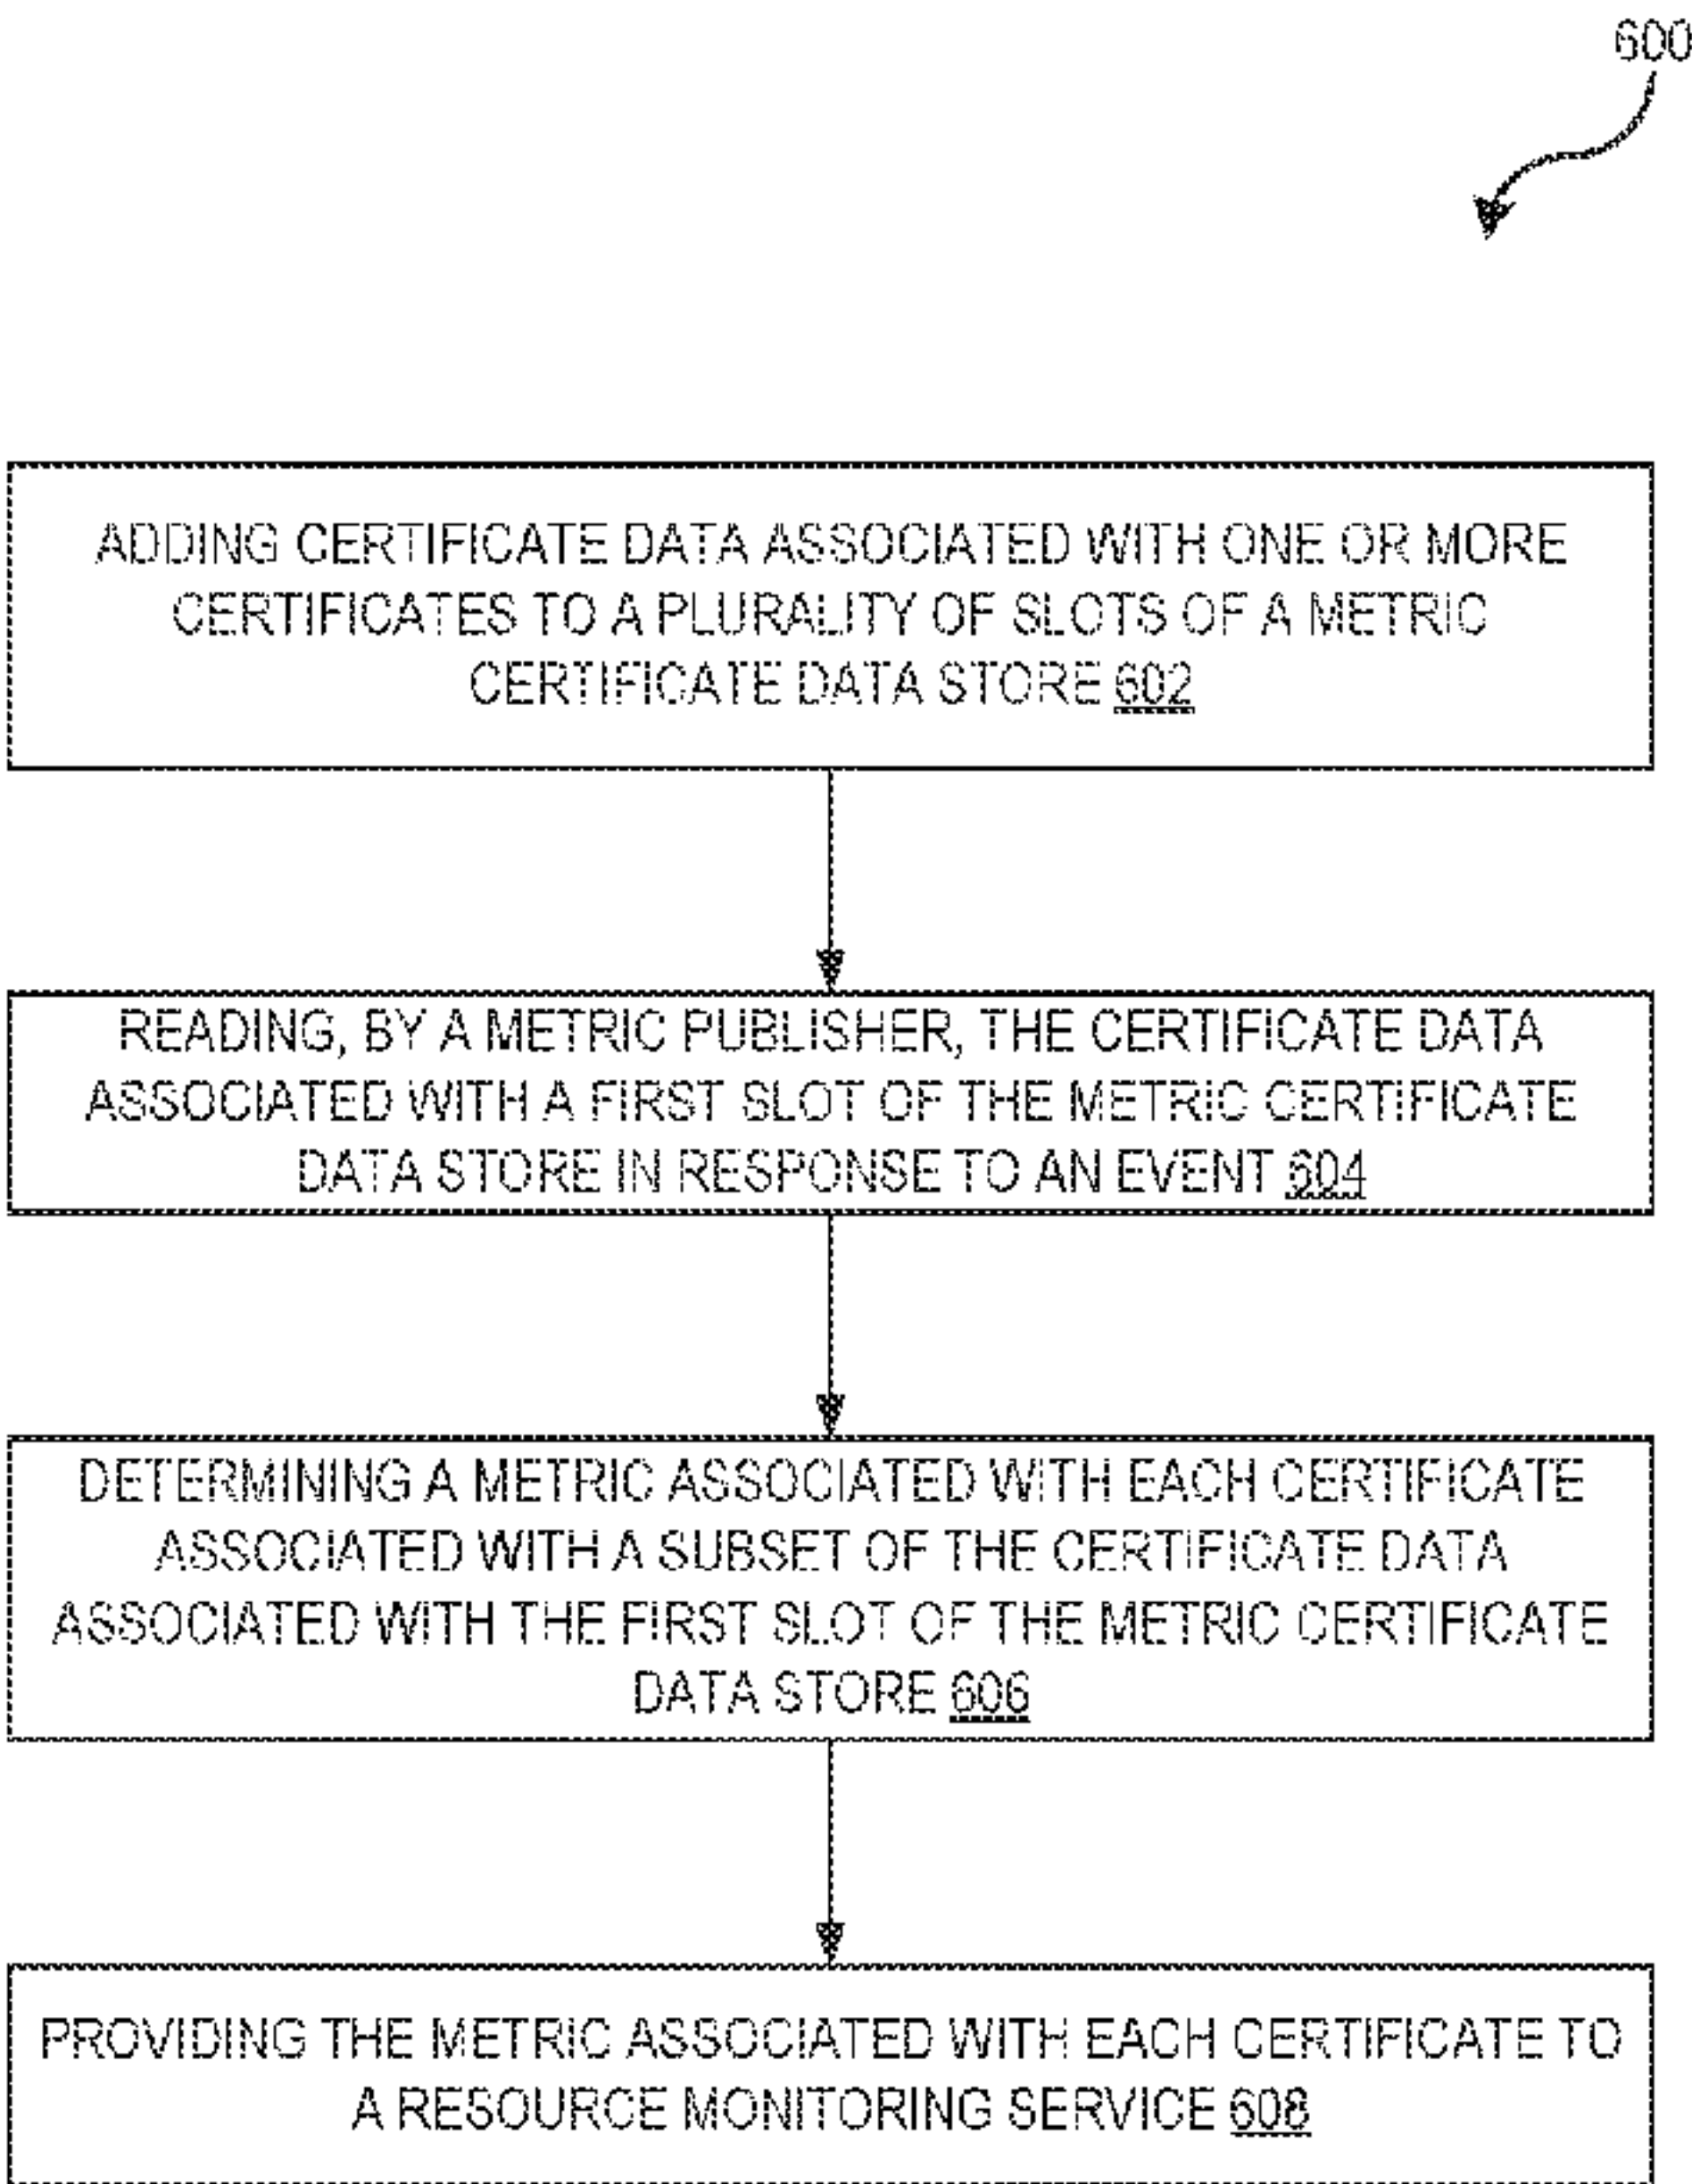 600
ADDING CERTIFICATE DATA ASSOCIATED WITH ONE OR MORE
CERTIFICATES TO A PLURALITY OF SLOTS OF A METRIC
CERTIFICATE DATA STORE 602
READING, BY A METRIC PUBLISHER, THE CERTIFICATE DATA
ASSOCIATED WITH A FIRST SLOT OF THE METRIC CERTIFICATE
DATA STORE IN RESPONSE TO AN EVENT 604
DETERMINING A METRIC ASSOCIATED WITH EACH CERTIFICATE
ASSOCIATED WITH A SUBSET OF THE CERTIFICATE DATA
ASSOCIATED WITH THE FIRST SLOT OF THE METRIC CERTIFICATE
DATA STORE 606
PROVIDING THE METRIC ASSOCIATED WITH EACH CERTIFICATE TO
A RESOURCE MONITORING SERVICE 608